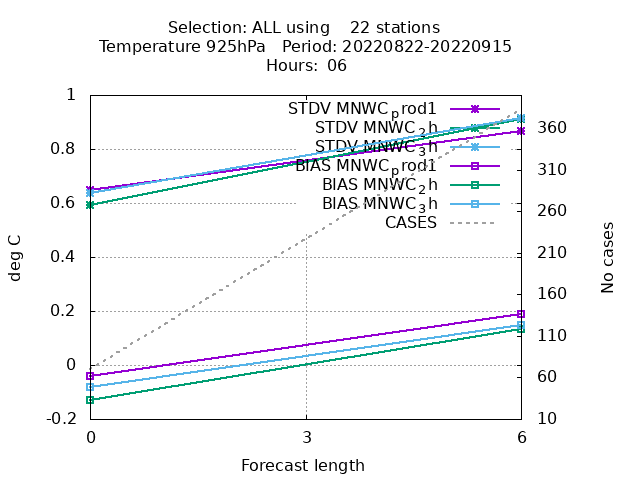 Selection: ALL using 22 stations
Temperature 925hPa Period: 20220822-20220915
Hours: 06
STDV MNWC_prod1
STDV MNWC_2h
STDV MNWC_3h
BIAS MNWC_prod1
BIAS MNWC_2h
BIAS MNWC_3h
CASES
1
0.8
0.6
0.4
0.2
0
-0.2
deg C
360
310
260
210
160
110
60
10
No cases
0 3 6
Forecast length